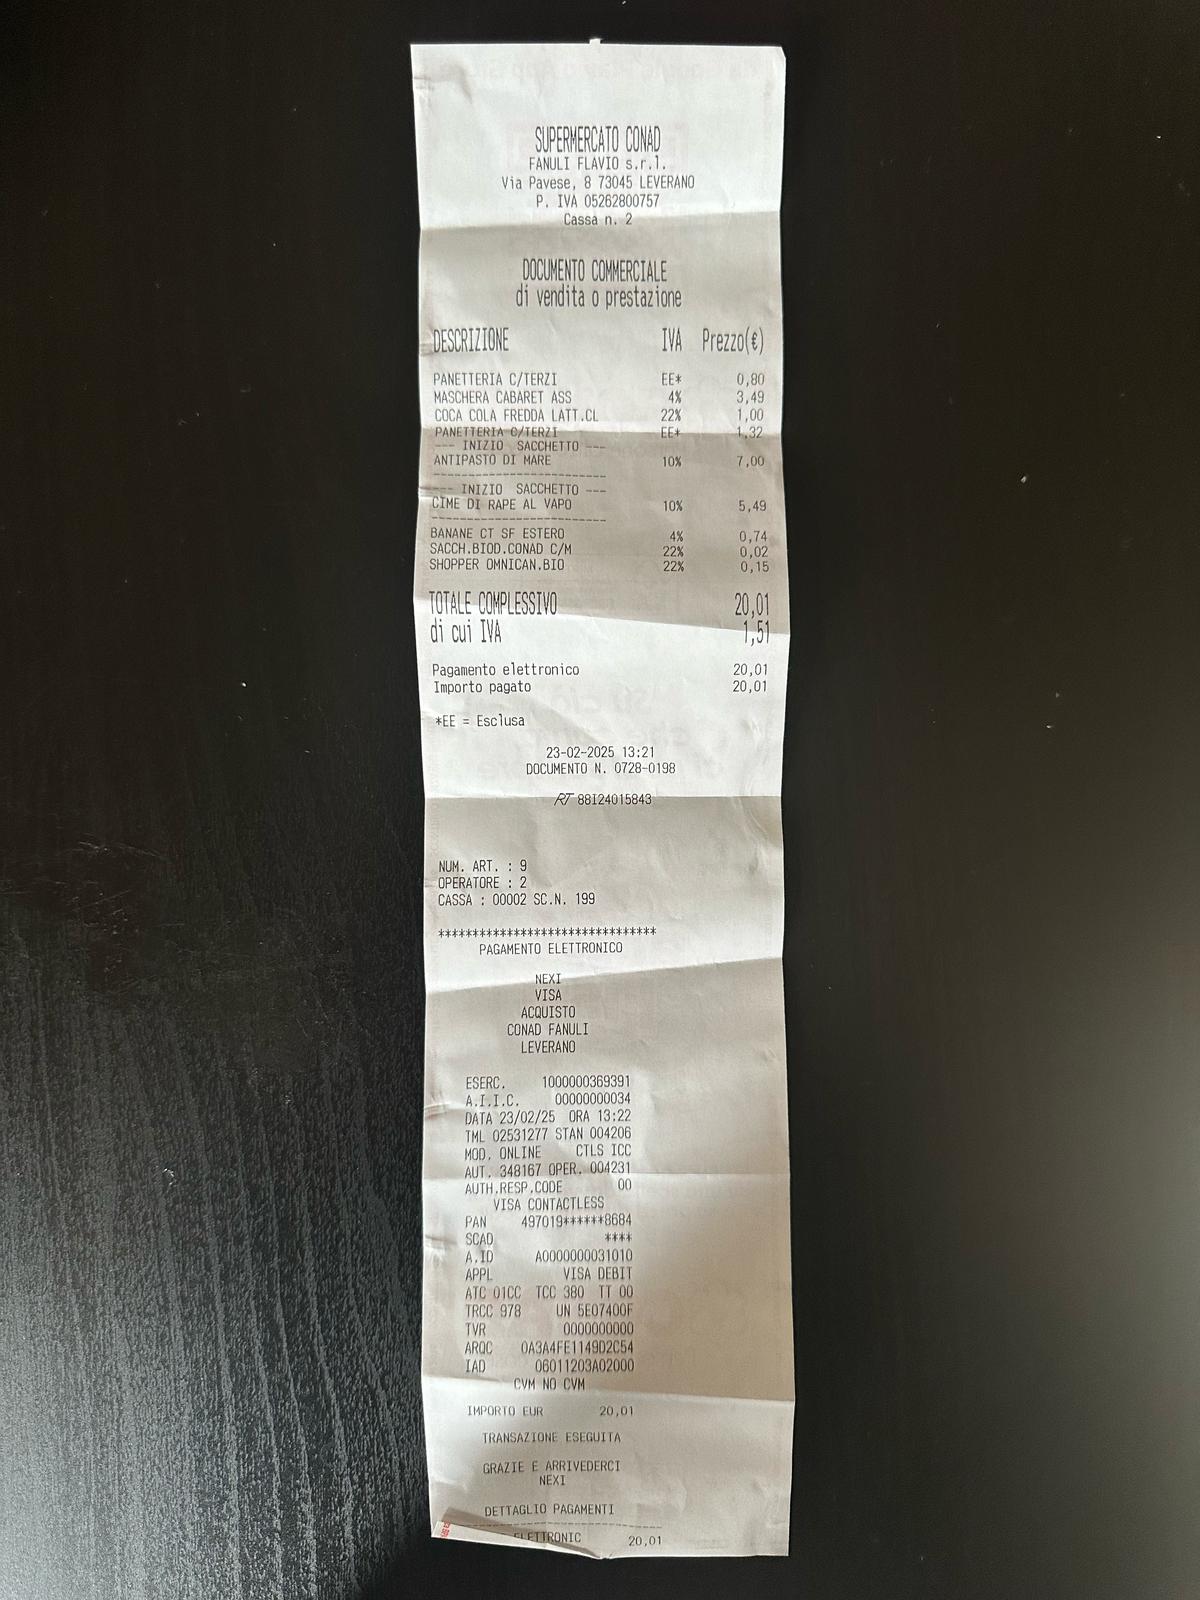 SUPERMERCATO CONAD
FANULI FLAVIO s.r.l.
Via Pavese, 8 73045 LEVERANO
P. IVA 05262800757
Cassa n. 2
DOCUMENTO COMMERCIALE
di vendita o prestazione
DESCRIZIONE IVA Prezzo(€)
PANETTERIA C/TERZI EE* 0,80
MASCHERA CABARET ASS 4% 3,49
COCA COLA FREDDA LATT.CL 22% 1,00
PANETTERIA C/TERZI EE* 1,32
--- INIZIO SACCHETTO ---
ANTIPASTO DI MARE 10% 7,00
-------------------------
--- INIZIO SACCHETTO ---
CIME DI RAPE AL VAPO 10% 5,49
-------------------------
BANANE CT SF ESTERO 4% 0,74
SACCH.BIOD.CONAD C/M 22% 0,02
SHOPPER OMNICAN.BIO 22% 0,15
TOTALE COMPLESSIVO 20,01
di cui IVA 1,51
Pagamento elettronico 20,01
Importo pagato 20,01
*EE = Esclusa
23-02-2025 13:21
DOCUMENTO N. 0728-0198
RT 88I24015843
NUM. ART. : 9
OPERATORE : 2
CASSA : 00002 SC.N. 199
********************************
PAGAMENTO ELETTRONICO
NEXI
VISA
ACQUISTO
CONAD FANULI
LEVERANO
ESERC. 1000000369391
A.I.I.C. 00000000034
DATA 23/02/25 ORA 13:22
TML 02531277 STAN 004206
MOD. ONLINE CTLS ICC
AUT. 348167 OPER. 004231
AUTH.RESP.CODE 00
VISA CONTACTLESS
PAN 497019******8684
SCAD ****
A.ID A0000000031010
APPL VISA DEBIT
ATC 01CC TCC 380 TT 00
TRCC 978 UN 5E07400F
TVR 0000000000
ARQC 0A3A4FE1149D2C54
IAD 06011203A02000
CVM NO CVM
IMPORTO EUR 20,01
TRANSAZIONE ESEGUITA
GRAZIE E ARRIVEDERCI
NEXI
DETTAGLIO PAGAMENTI
--------------------------------
ELETTRONIC 20,01